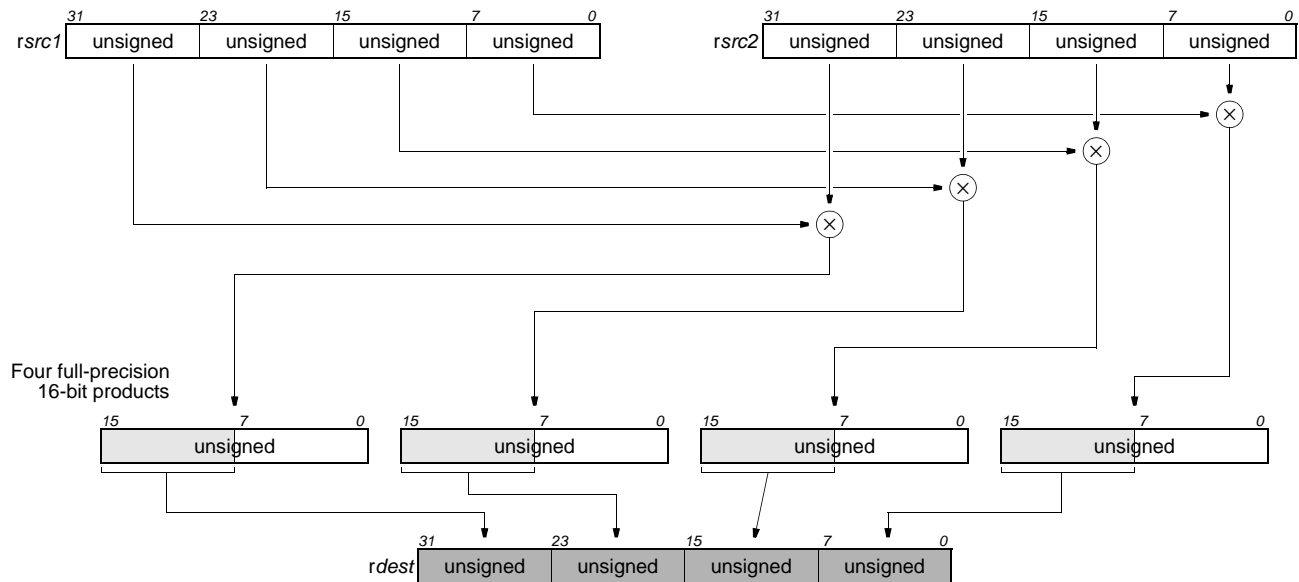 31 23 15 7 0
rsrc1 unsigned unsigned unsigned unsigned
31 23 15 7 0
rsrc2 unsigned unsigned unsigned unsigned
Four full-precision
16-bit products
15 7 0
unsigned
15 7 0
unsigned
15 7 0
unsigned
15 7 0
unsigned
31 23 15 7 0
rdest unsigned unsigned unsigned unsigned